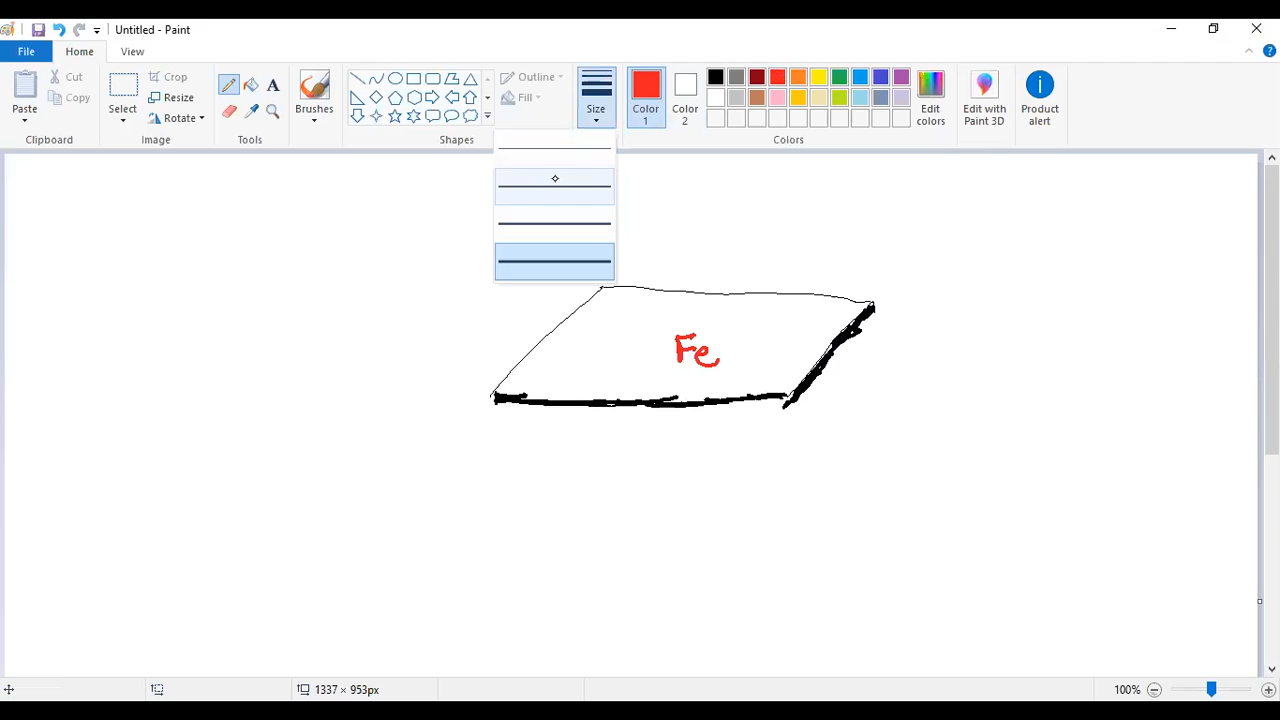 Untitled - Paint
File
Home
View
Paste
Cut
Copy
Clipboard
Select
Crop
Resize
Rotate
Image
Tools
Brushes
Outline
Fill
Shapes
Size
Color
1
Color
2
Edit
colors
Colors
Edit with
Paint 3D
Product
alert
Fe
1337 × 953px
100%